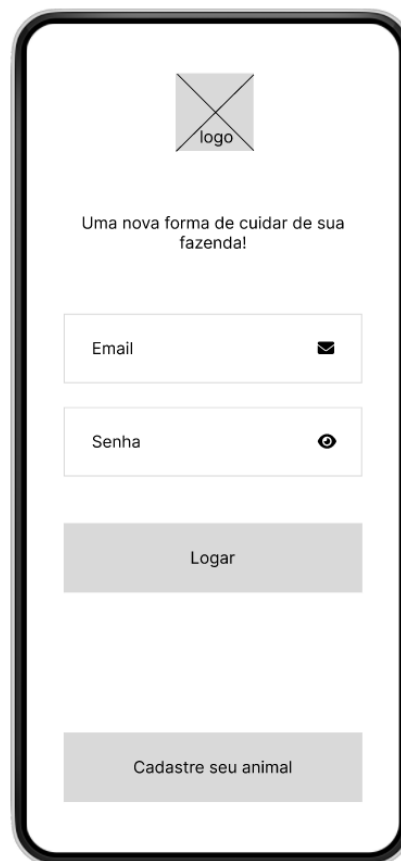 logo
Uma nova forma de cuidar de sua
fazenda!
Email
Senha
Logar
Cadastre seu animal